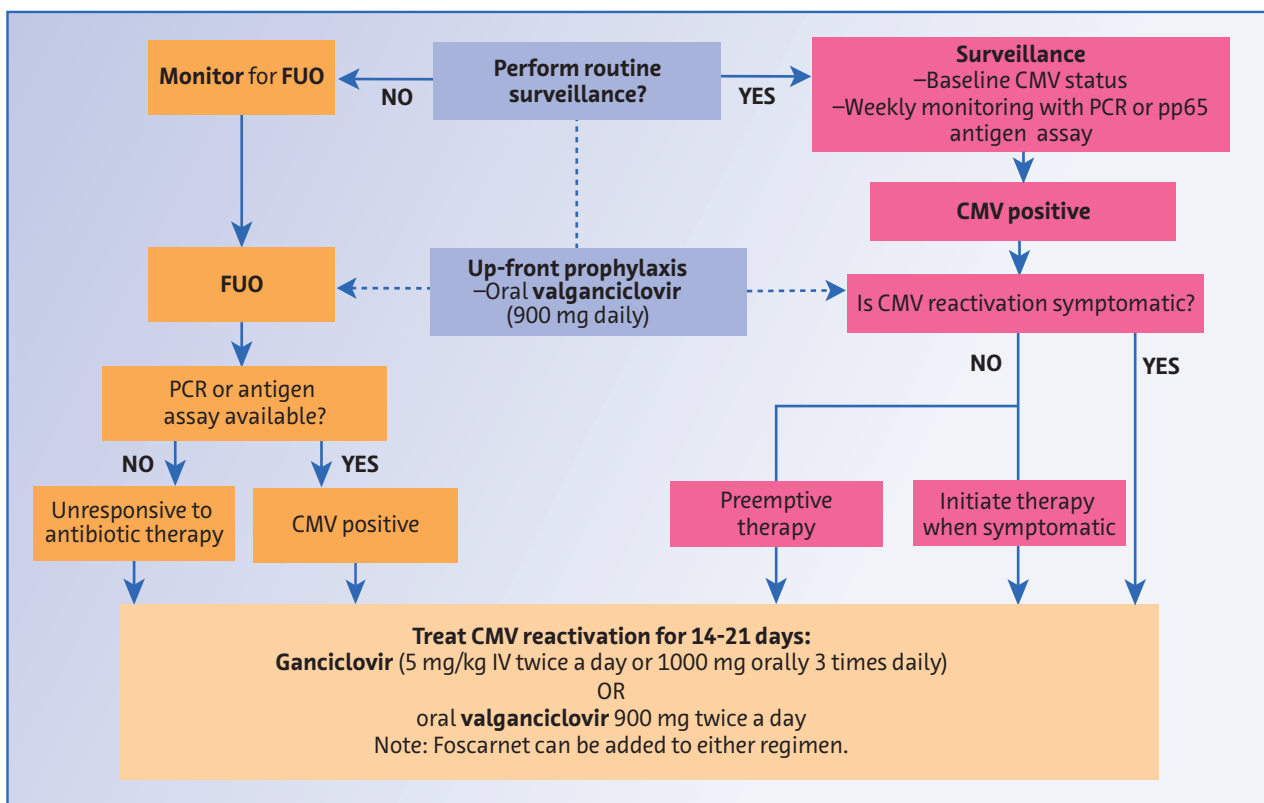 Monitor for FUO
NO
Perform routine
surveillance?
YES
Surveillance
–Baseline CMV status
–Weekly monitoring with PCR or pp65
antigen assay
CMV positive
FUO
Up-front prophylaxis
–Oral valganciclovir
(900 mg daily)
Is CMV reactivation symptomatic?
NO
YES
PCR or antigen
assay available?
NO
YES
Unresponsive to
antibiotic therapy
CMV positive
Preemptive
therapy
Initiate therapy
when symptomatic
Treat CMV reactivation for 14-21 days:
Ganciclovir (5 mg/kg IV twice a day or 1000 mg orally 3 times daily)
OR
oral valganciclovir 900 mg twice a day
Note: Foscarnet can be added to either regimen.